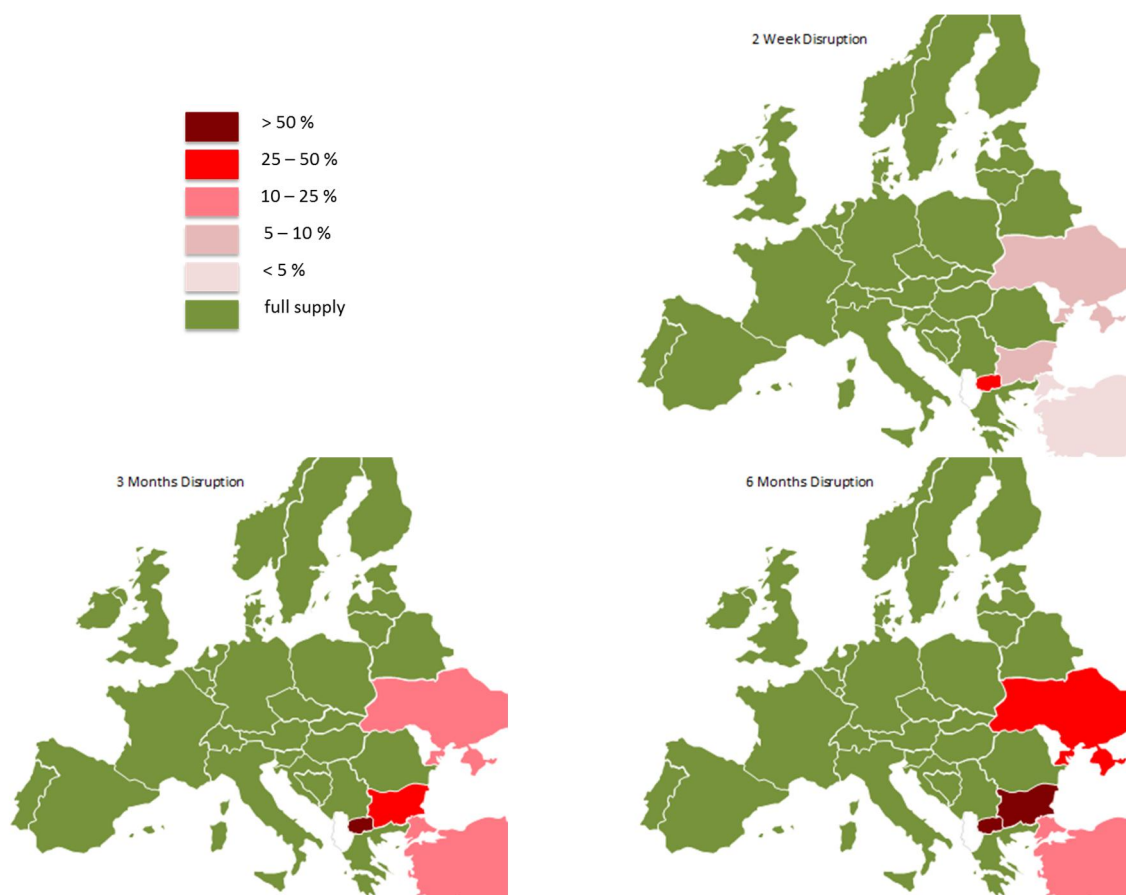 2 Week Disruption
> 50 %
25 – 50 %
10 – 25 %
5 – 10 %
< 5 %
full supply
3 Months Disruption
6 Months Disruption